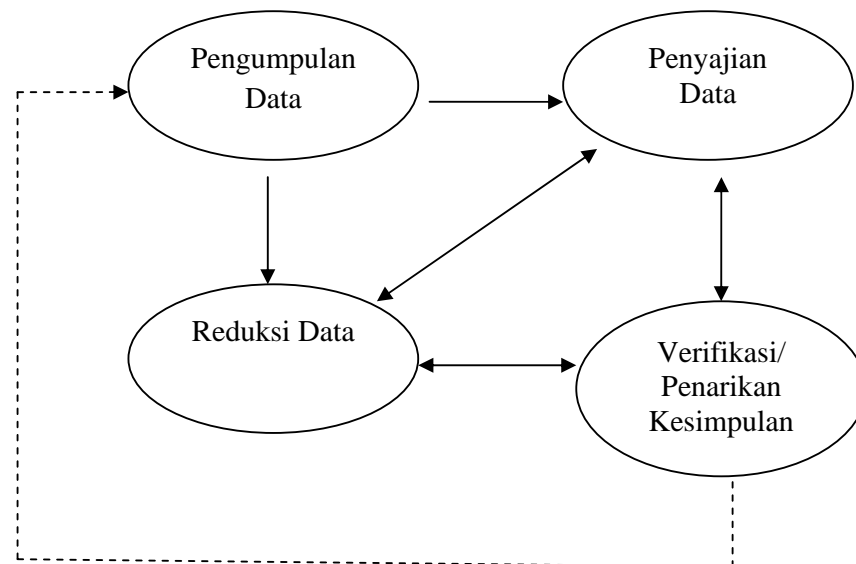 Pengumpulan
Data
Penyajian
Data
Reduksi Data
Verifikasi/
Penarikan
Kesimpulan